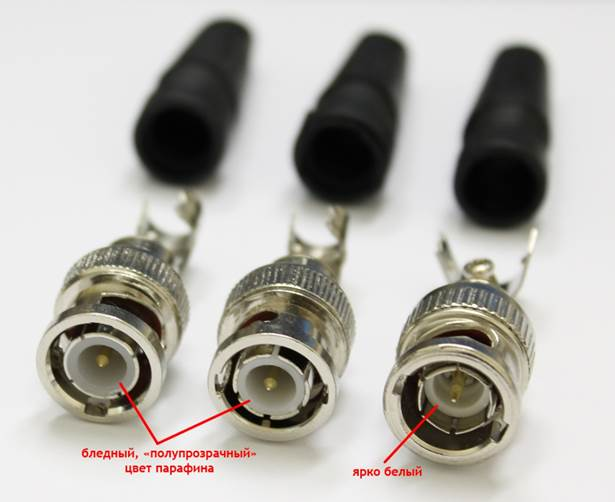 бледный, «полупрозрачный»
цвет парафина
ярко белый